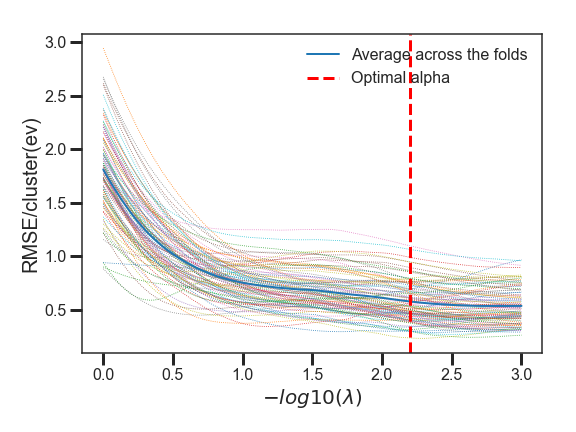 Average across the folds
Optimal alpha
RMSE/cluster(ev)
3.0
2.5
2.0
1.5
1.0
0.5
0.0 0.5 1.0 1.5 2.0 2.5 3.0
−log10(λ)